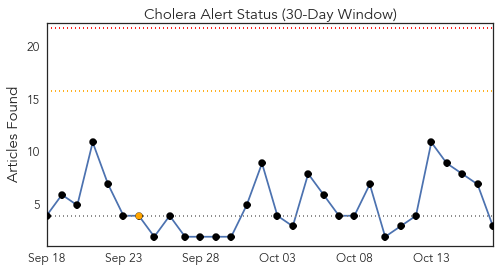 Cholera Alert Status (30-Day Window)
Articles Found
20
15
10
5
Sep 18 Sep 23 Sep 28 Oct 03 Oct 08 Oct 13